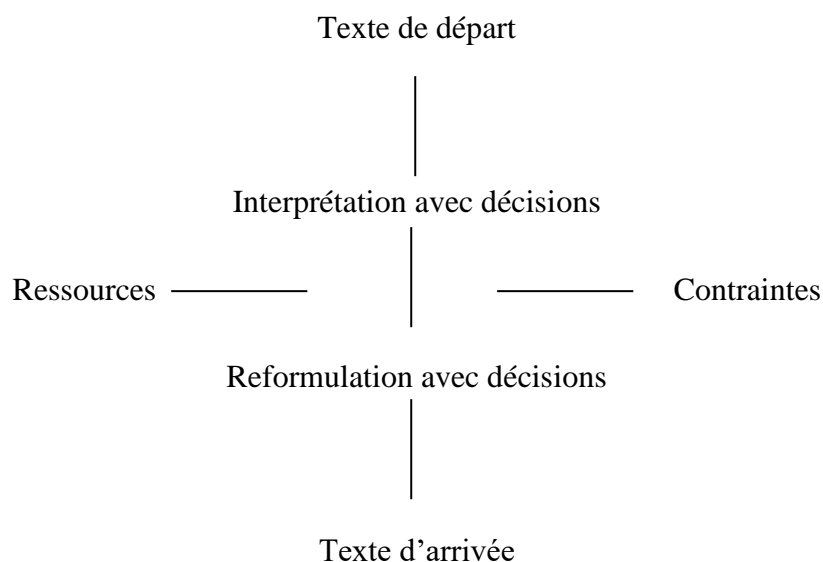 Texte de départ
Interprétation avec décisions
Ressources
Contraintes
Reformulation avec décisions
Texte d’arrivée